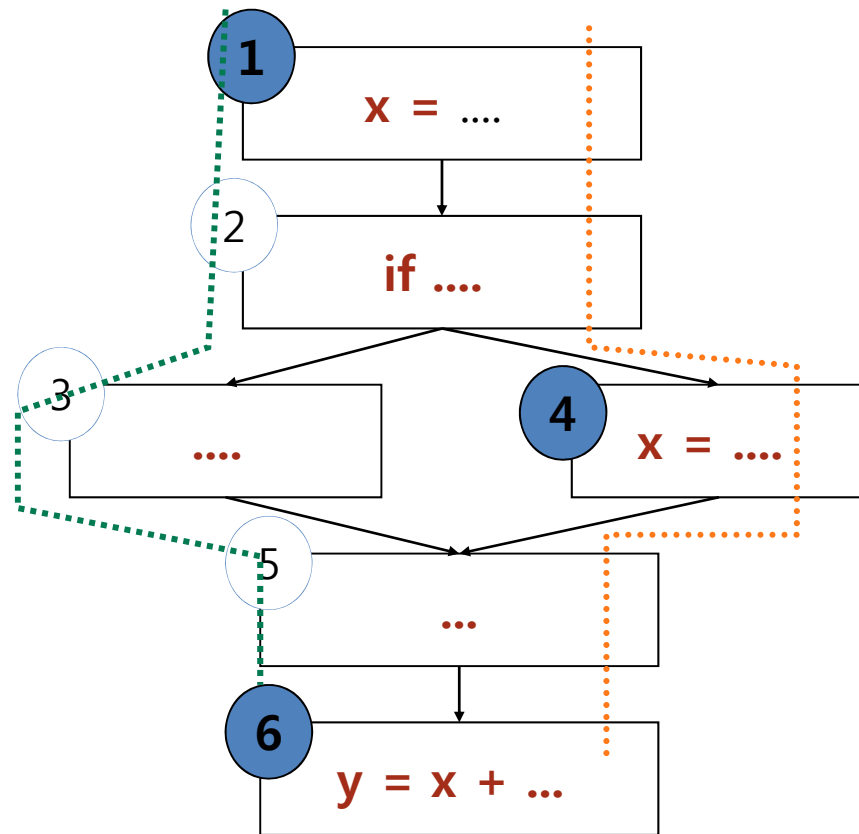 1
x = ....
2
if ....
3
....
4
x = ....
5
...
6
y = x + ...